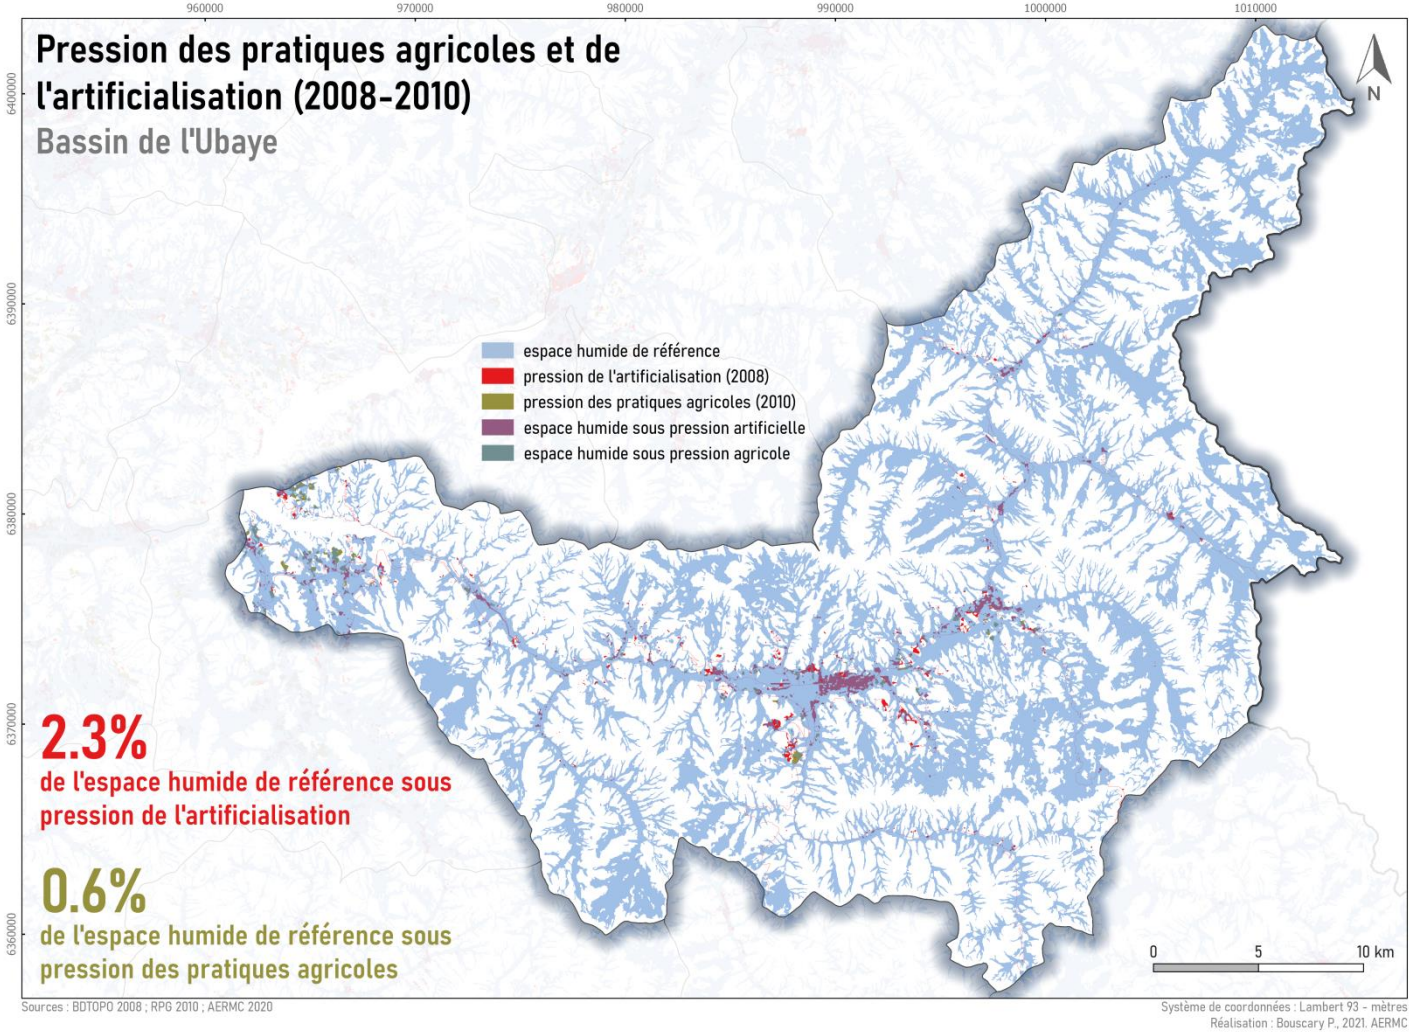 960000 970000 980000 990000 1000000 1010000
Pression des pratiques agricoles et de
l'artificialisation (2008-2010)
Bassin de l'Ubaye
N
6400000
6390000
6380000
6370000
6360000
espace humide de référence
pression de l'artificialisation (2008)
pression des pratiques agricoles (2010)
espace humide sous pression artificielle
espace humide sous pression agricole
2.3%
de l'espace humide de référence sous
pression de l'artificialisation
0.6%
de l'espace humide de référence sous
pression des pratiques agricoles
0 5 10 km
Sources : BDTOPO 2008 ; RPG 2010 ; AERMC 2020
Système de coordonnées : Lambert 93 - mètres
Réalisation : Bouscary P., 2021. AERMC